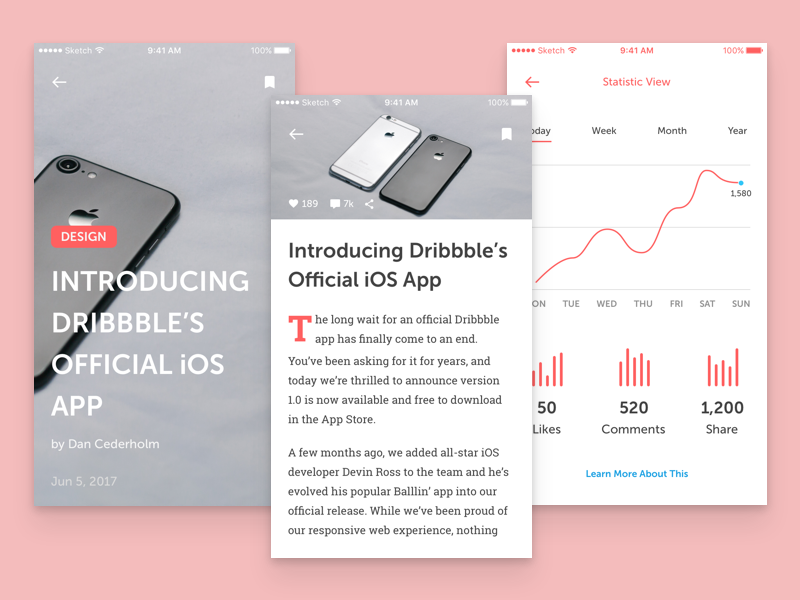 Sketch 9:41 AM 100%
DESIGN
INTRODUCING
DRIBBBLE’S
OFFICIAL iOS
APP
by Dan Cederholm
Jun 5, 2017
Sketch 9:41 AM 100%
189 7k
Introducing Dribbble’s
Official iOS App
The long wait for an official Dribbble
app has finally come to an end.
You’ve been asking for it for years, and
today we’re thrilled to announce version
1.0 is now available and free to download
in the App Store.
A few months ago, we added all-star iOS
developer Devin Ross to the team and he’s
evolved his popular Balllin’ app into our
official release. While we’ve been proud of
our responsive web experience, nothing
Sketch 9:41 AM 100%
Statistic View
oday Week Month Year
1,580
ON TUE WED THU FRI SAT SUN
50 520 1,200
Likes Comments Share
Learn More About This